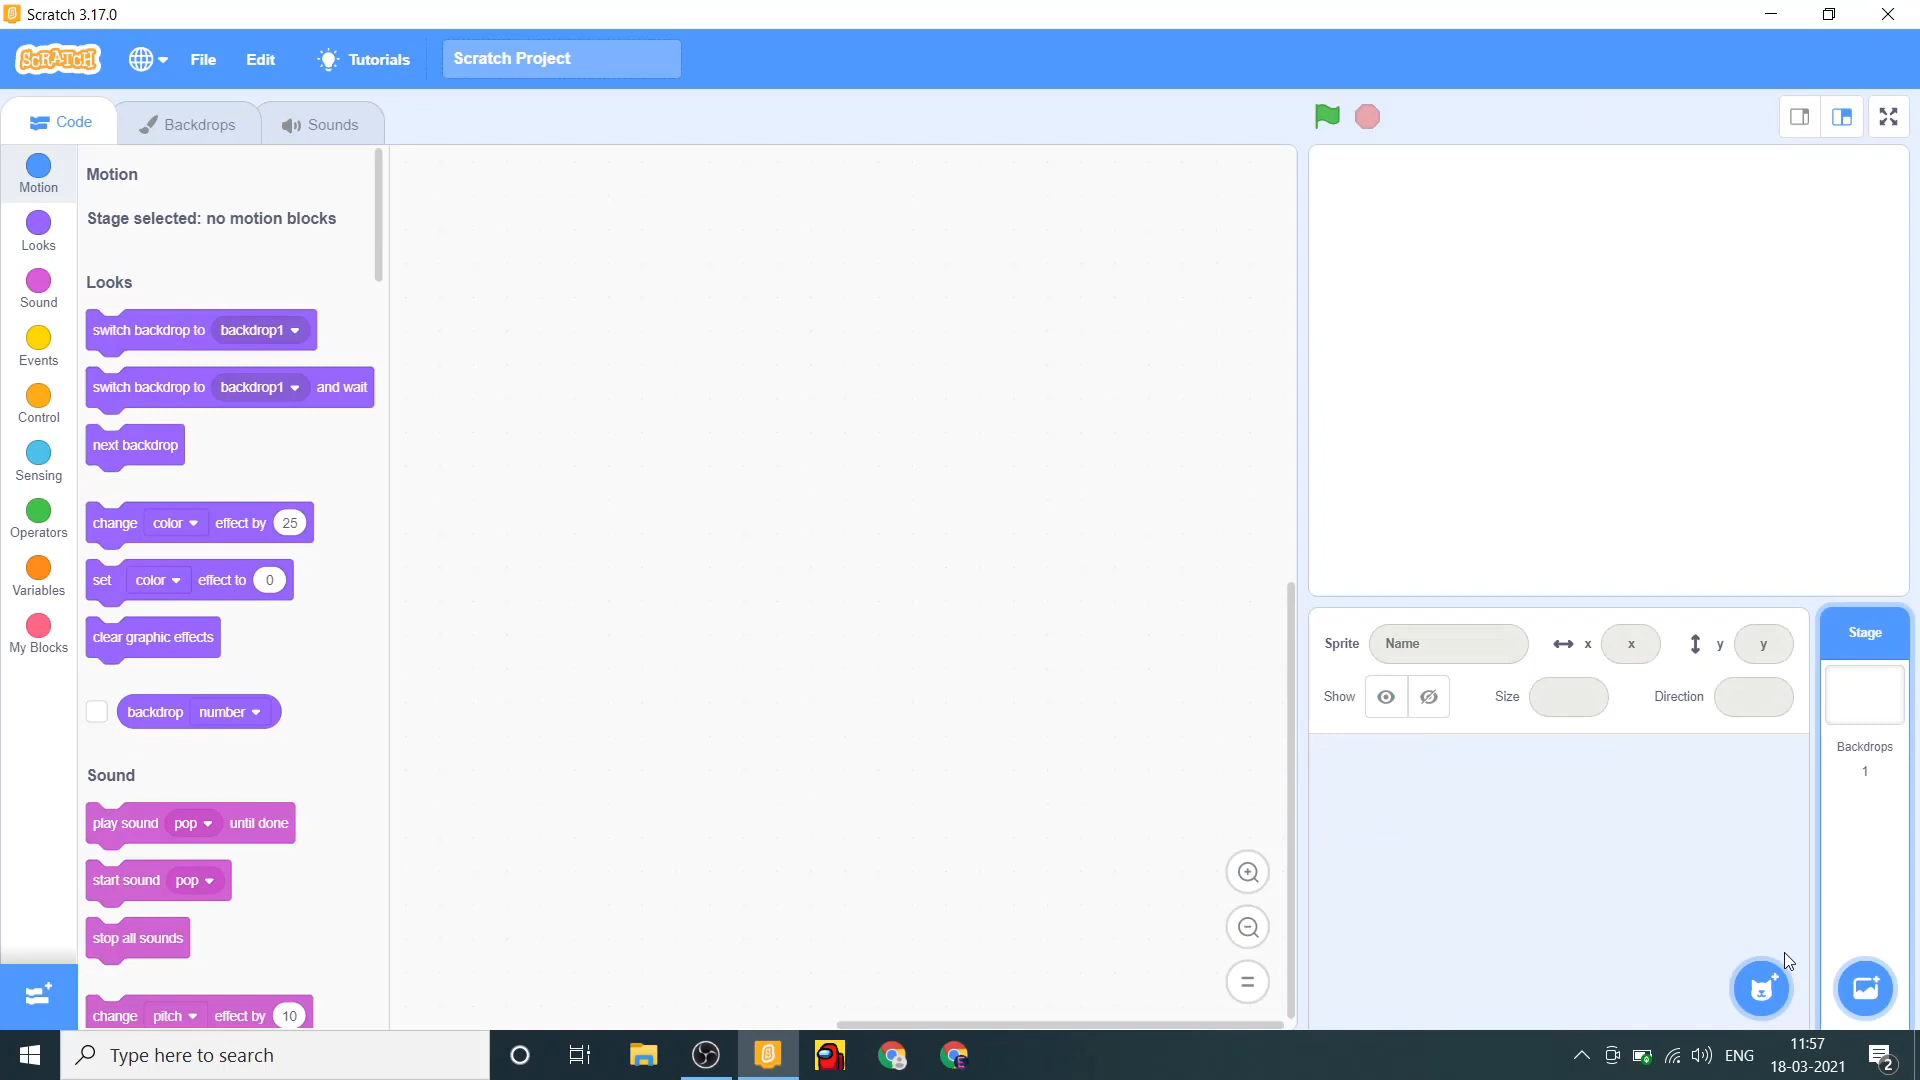 Scratch 3.17.0
SCRATCH
File
Edit
Tutorials
Scratch Project
Code
Backdrops
Sounds
Motion
Looks
Sound
Events
Control
Sensing
Operators
Variables
My Blocks
Motion
Stage selected: no motion blocks
Looks
switch backdrop to backdrop1
switch backdrop to backdrop1 and wait
next backdrop
change color effect by 25
set color effect to 0
clear graphic effects
backdrop number
Sound
play sound pop until done
start sound pop
stop all sounds
change pitch effect by 10
Sprite Name x x y y
Show Size Direction
Stage
Backdrops
1
Type here to search
ENG
11:57
18-03-2021
2